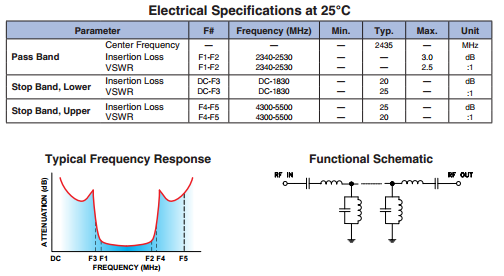 Electrical Specifications at 25°C
Parameter F# Frequency (MHz) Min. Typ. Max. Unit
Center Frequency — — — 2435 — MHz
Pass Band Insertion Loss F1-F2 2340-2530 — — 3.0 dB
VSWR F1-F2 2340-2530 — — 2.5 :1
Stop Band, Lower Insertion Loss DC-F3 DC-1830 — 20 — dB
VSWR DC-F3 DC-1830 — 25 — :1
Stop Band, Upper Insertion Loss F4-F5 4300-5500 — 25 — dB
VSWR F4-F5 4300-5500 — 20 — :1
Typical Frequency Response
ATTENUATION (dB)
DC F3 F1 F2 F4 F5
FREQUENCY (MHz)
Functional Schematic
RF IN RF OUT